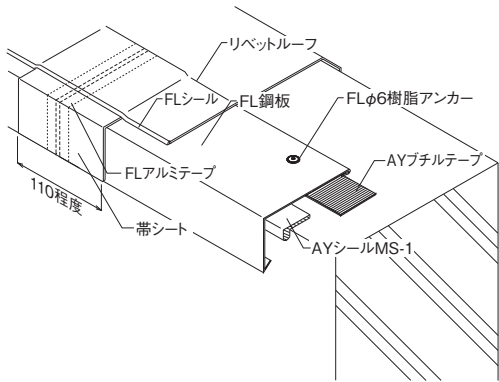 リベットルーフ
FLシール
FL鋼板
FLφ6樹脂アンカー
AYブチルテープ
FLアルミテープ
110程度
帯シート
AYシールMS-1